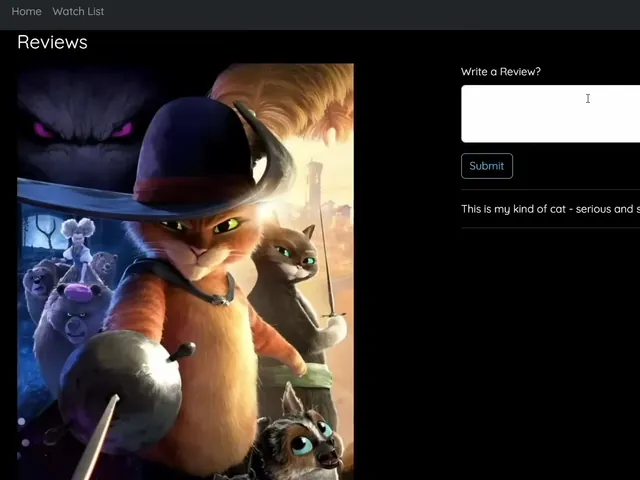 Home Watch List
Reviews
Write a Review?
Submit
This is my kind of cat - serious and s